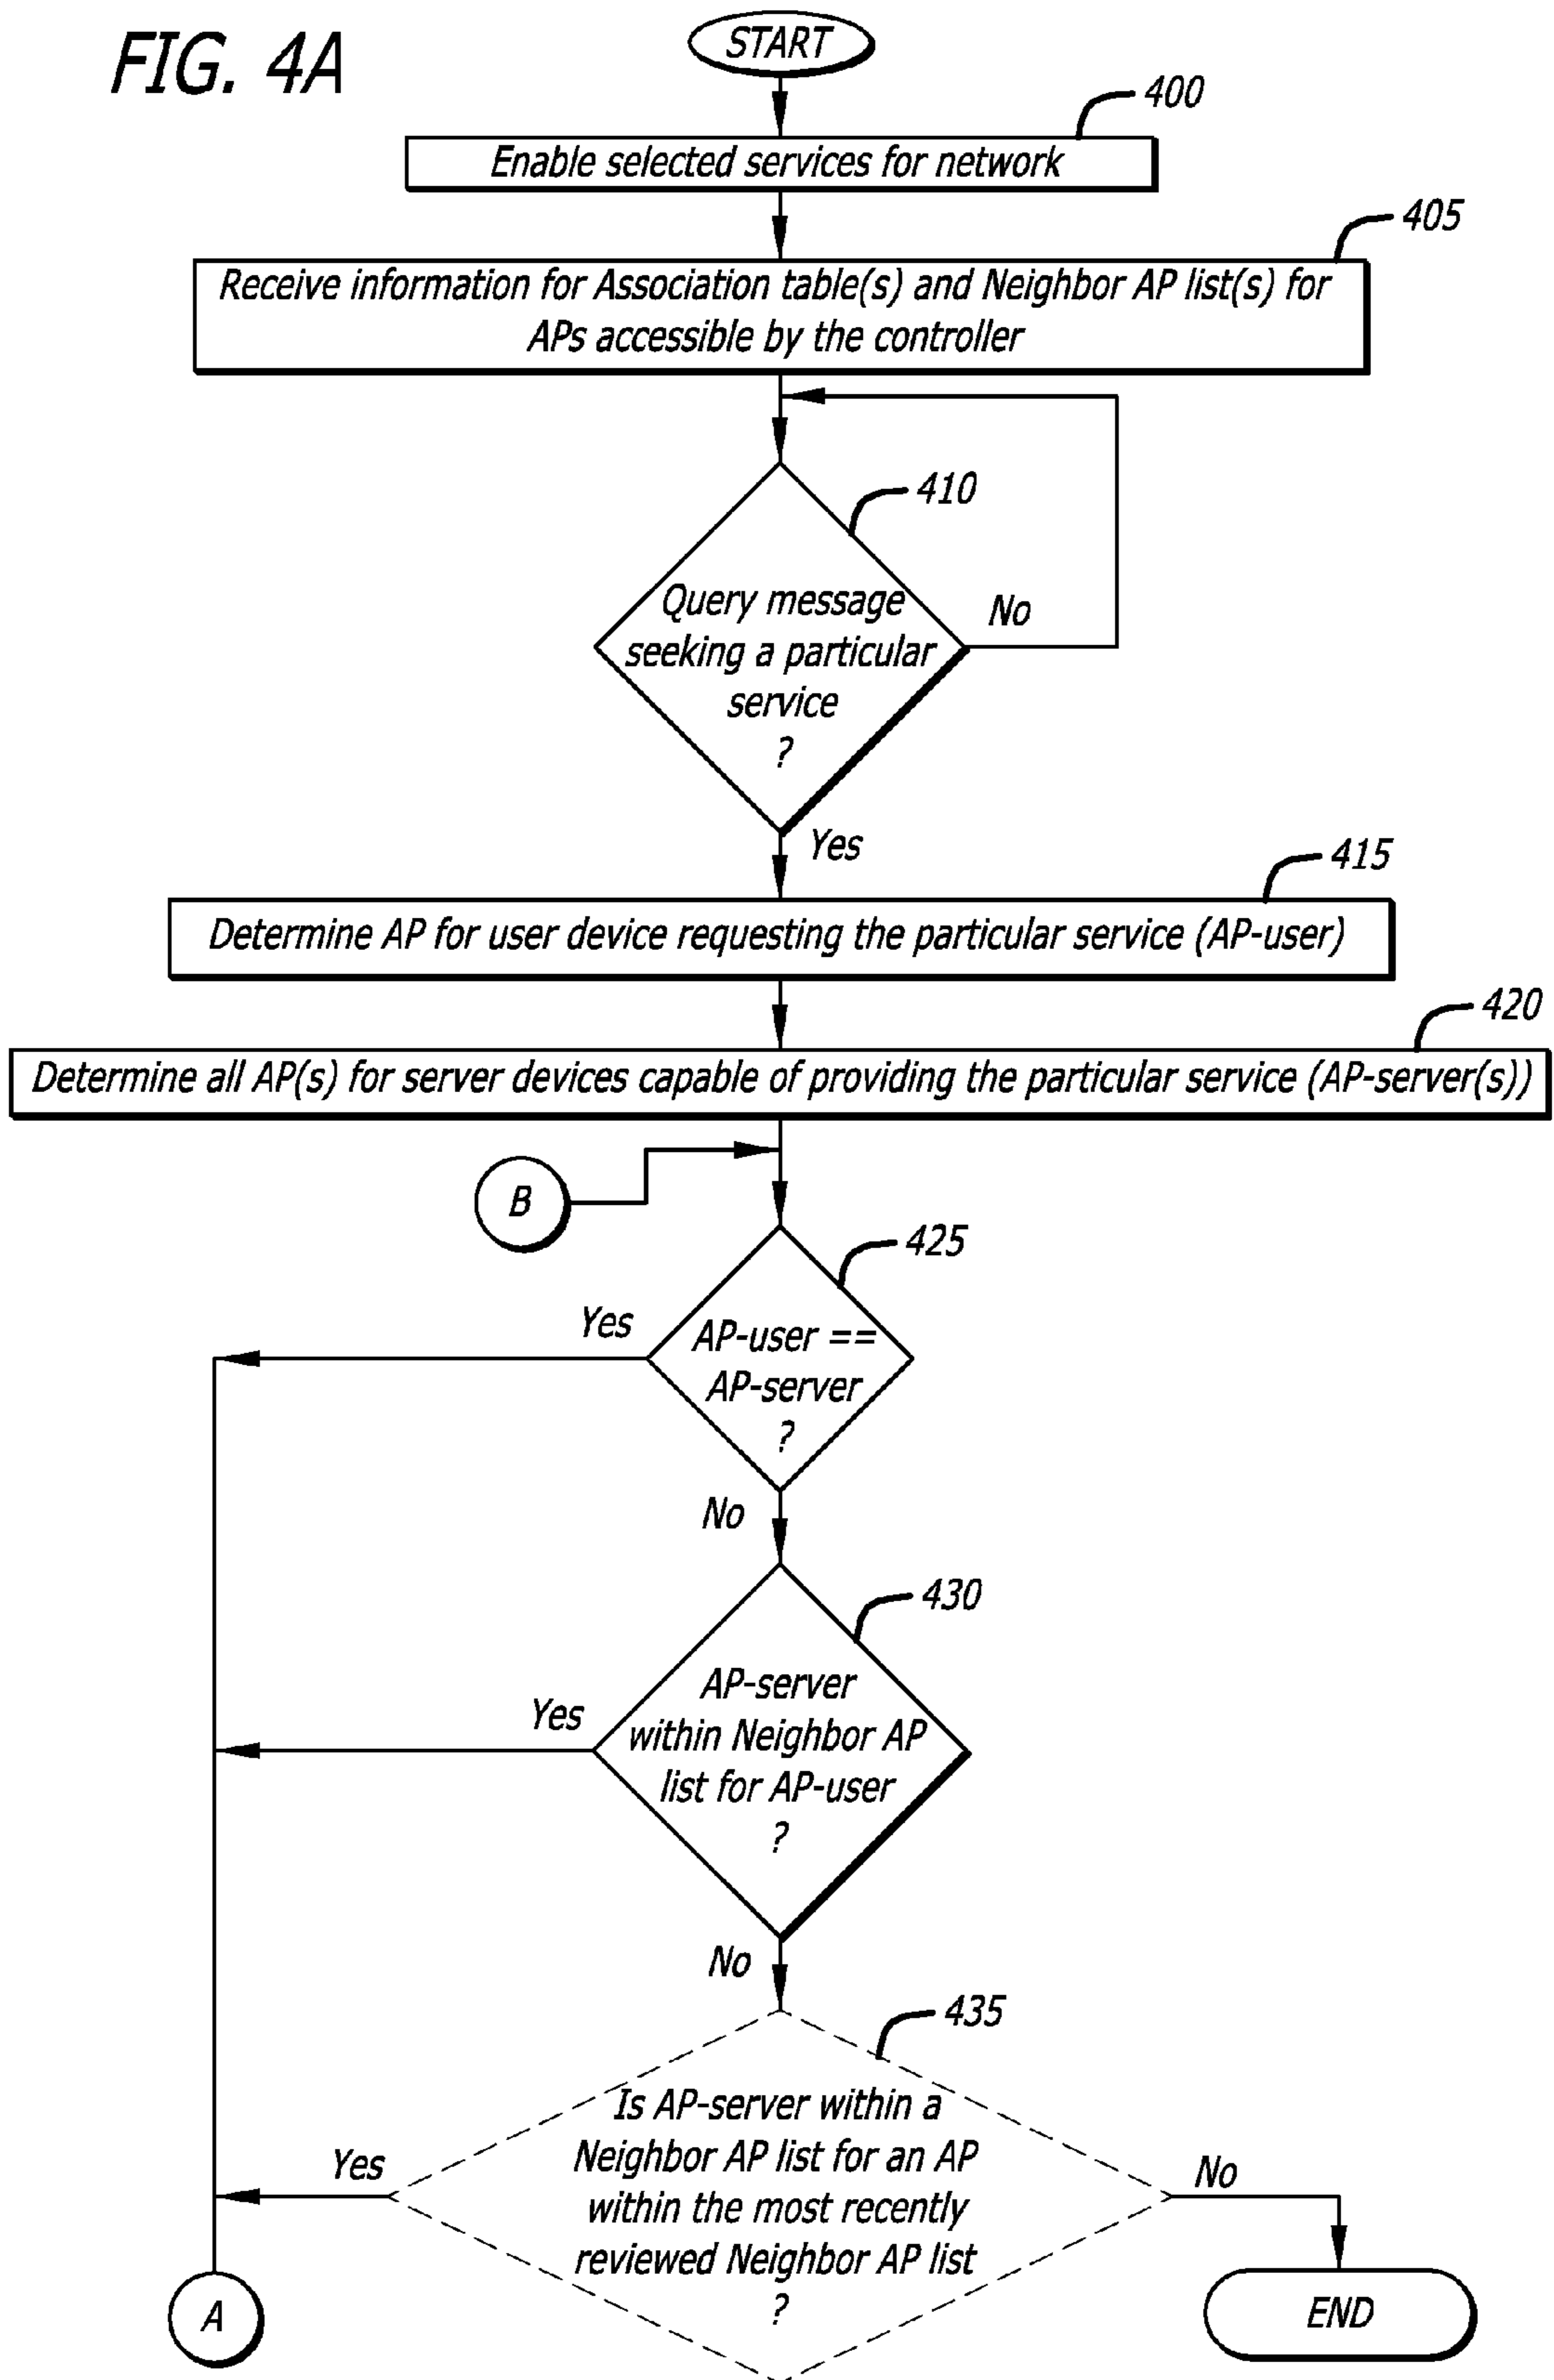 FIG. 4A
START
400
Enable selected services for network
405
Receive information for Association table(s) and Neighbor AP list(s) for
APs accessible by the controller
410
Query message
seeking a particular
service
?
No
Yes
415
Determine AP for user device requesting the particular service (AP-user)
420
Determine all AP(s) for server devices capable of providing the particular service (AP-server(s))
B
425
Yes
AP-user ==
AP-server
?
No
430
Yes
AP-server
within Neighbor AP
list for AP-user
?
No
435
Yes
Is AP-server within a
Neighbor AP list for an AP
within the most recently
reviewed Neighbor AP list
?
No
A
END